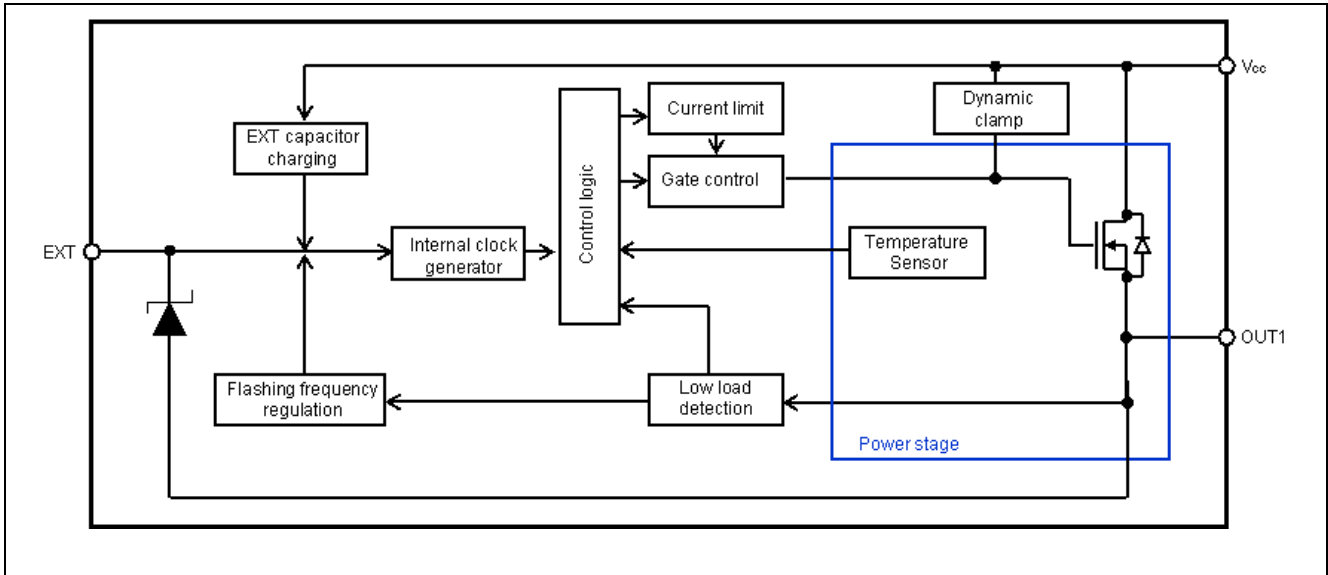 Vcc
Dynamic
clamp
Current limit
EXT capacitor
charging
Control logic
Gate control
EXT
Internal clock
generator
Temperature
Sensor
OUT1
Flashing frequency
regulation
Low load
detection
Power stage